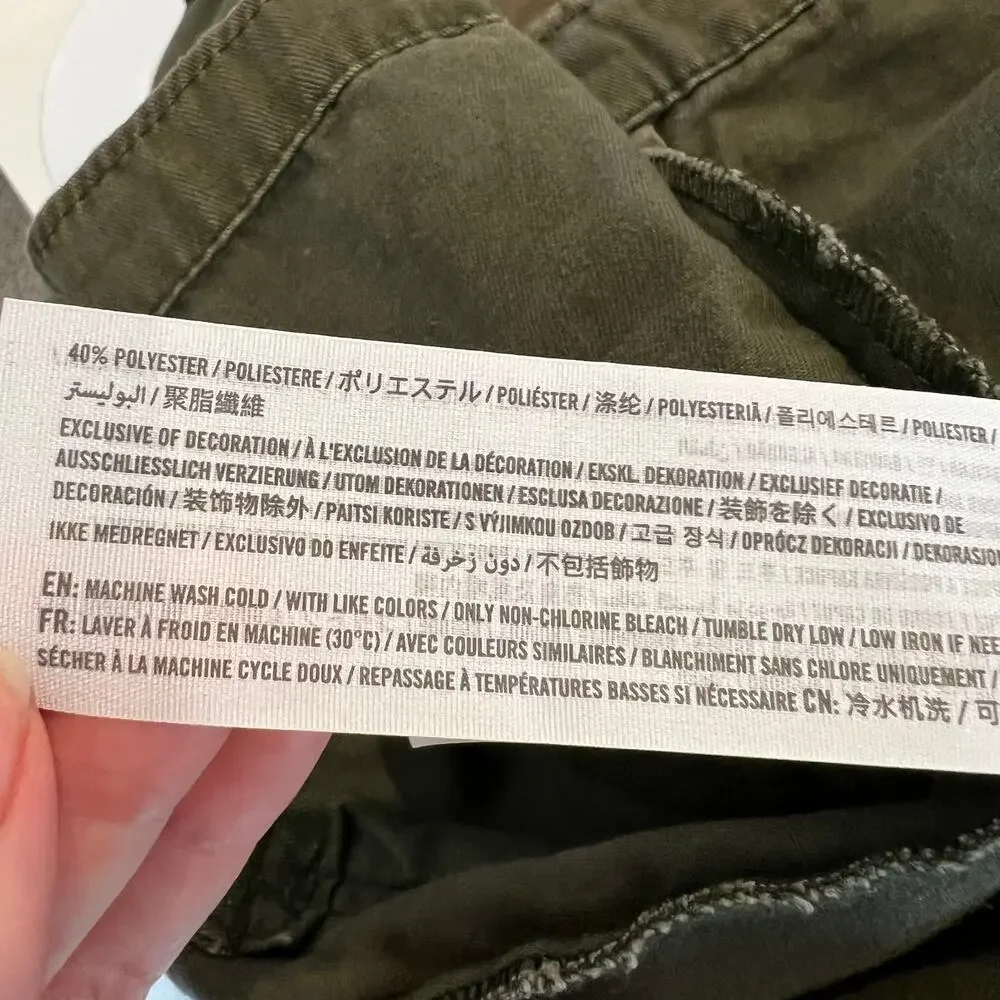 40% POLYESTER / POLIESTERE / ポリエステル / POLIÉSTER / 涤纶 / POLYESTERIÄ / 폴리에스테르 / POLIESTER /
البوليستر / 聚脂纖維
EXCLUSIVE OF DECORATION / À L'EXCLUSION DE LA DÉCORATION / EKSKL. DEKORATION / EXCLUSIEF DECORATIE /
AUSSCHLIESSLICH VERZIERUNG / UTOM DEKORATIONEN / ESCLUSA DECORAZIONE / 装飾を除く / EXCLUSIVO DE
DECORACIÓN / 装饰物除外 / PAITSI KORISTE / S VÝJIMKOU OZDOB / 고급 장식 / OPRÓCZ DEKORACJI / DEKORASJO
IKKE MEDREGNET / EXCLUSIVO DO ENFEITE / دون زخرفة / 不包括飾物
EN: MACHINE WASH COLD / WITH LIKE COLORS / ONLY NON-CHLORINE BLEACH / TUMBLE DRY LOW / LOW IRON IF NEE
FR: LAVER À FROID EN MACHINE (30°C) / AVEC COULEURS SIMILAIRES / BLANCHIMENT SANS CHLORE UNIQUEMENT /
SÉCHER À LA MACHINE CYCLE DOUX / REPASSAGE À TEMPÉRATURES BASSES SI NÉCESSAIRE CN: 冷水机洗 / 可